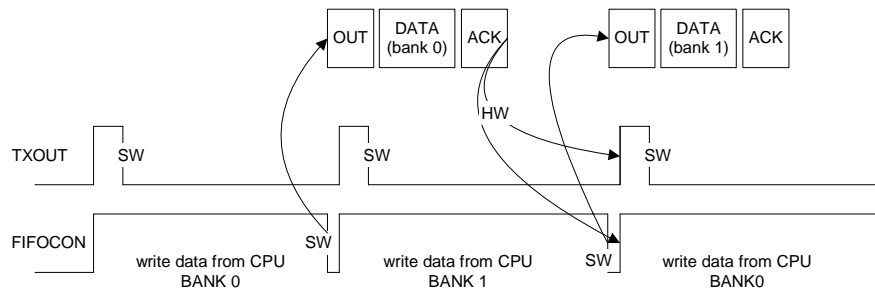 OUT DATA (bank 0) ACK OUT DATA (bank 1) ACK
HW
TXOUT SW SW SW
FIFOCON SW SW
write data from CPU BANK 0
write data from CPU BANK 1
write data from CPU BANK0